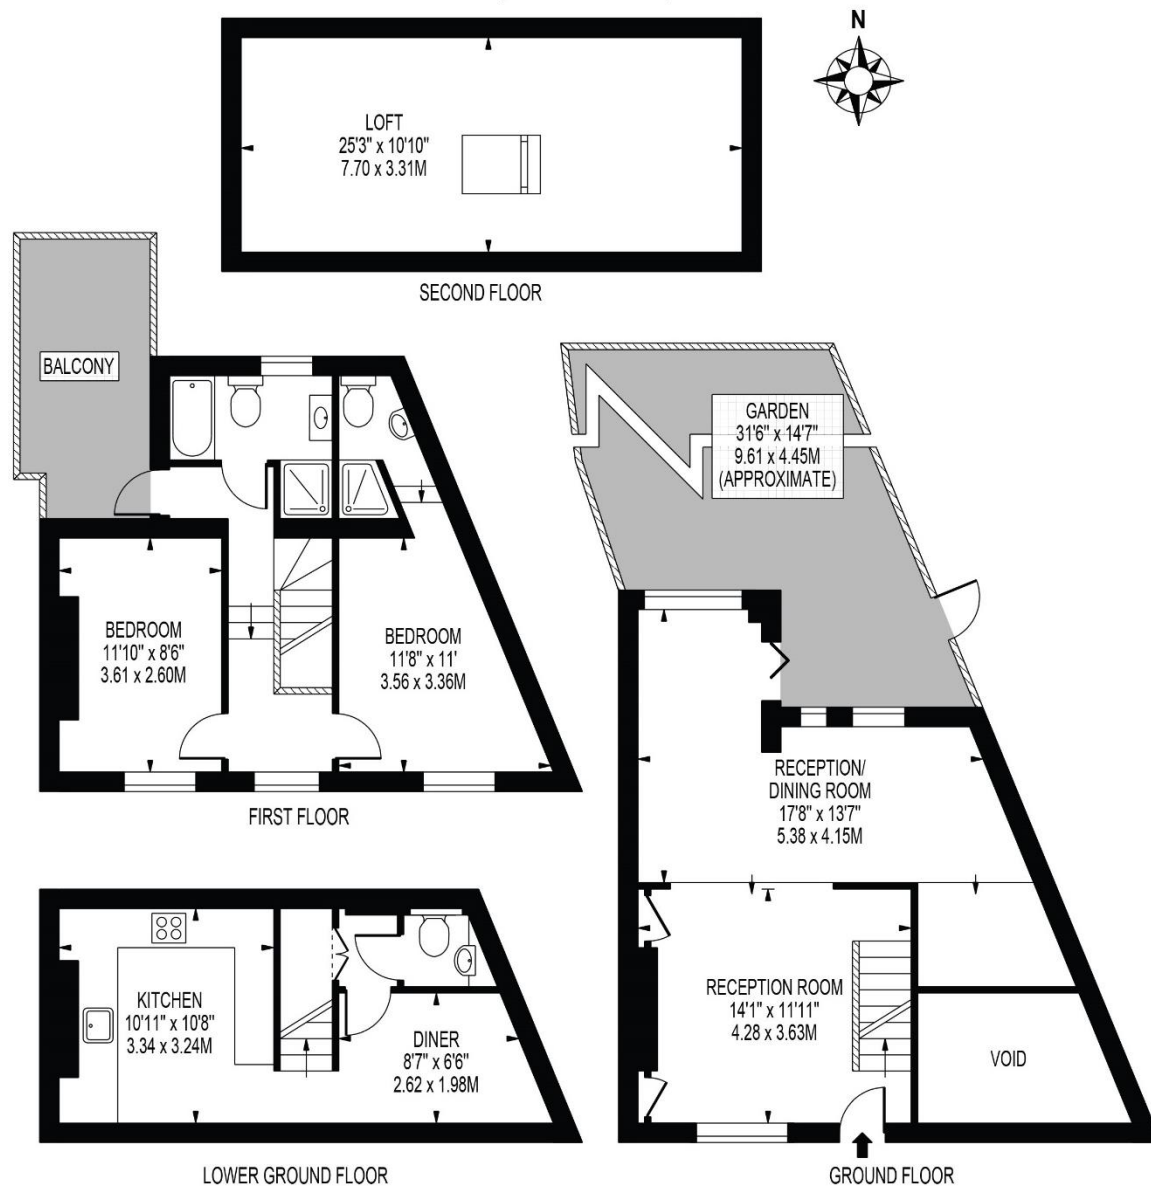 N
LOFT
25'3" x 10'10"
7.70 x 3.31M
SECOND FLOOR
BALCONY
BEDROOM
11'10" x 8'6"
3.61 x 2.60M
BEDROOM
11'8" x 11'
3.56 x 3.36M
FIRST FLOOR
GARDEN
31'6" x 14'7"
9.61 x 4.45M
(APPROXIMATE)
RECEPTION/
DINING ROOM
17'8" x 13'7"
5.38 x 4.15M
RECEPTION ROOM
14'1" x 11'11"
4.28 x 3.63M
VOID
GROUND FLOOR
KITCHEN
10'11" x 10'8"
3.34 x 3.24M
DINER
8'7" x 6'6"
2.62 x 1.98M
LOWER GROUND FLOOR